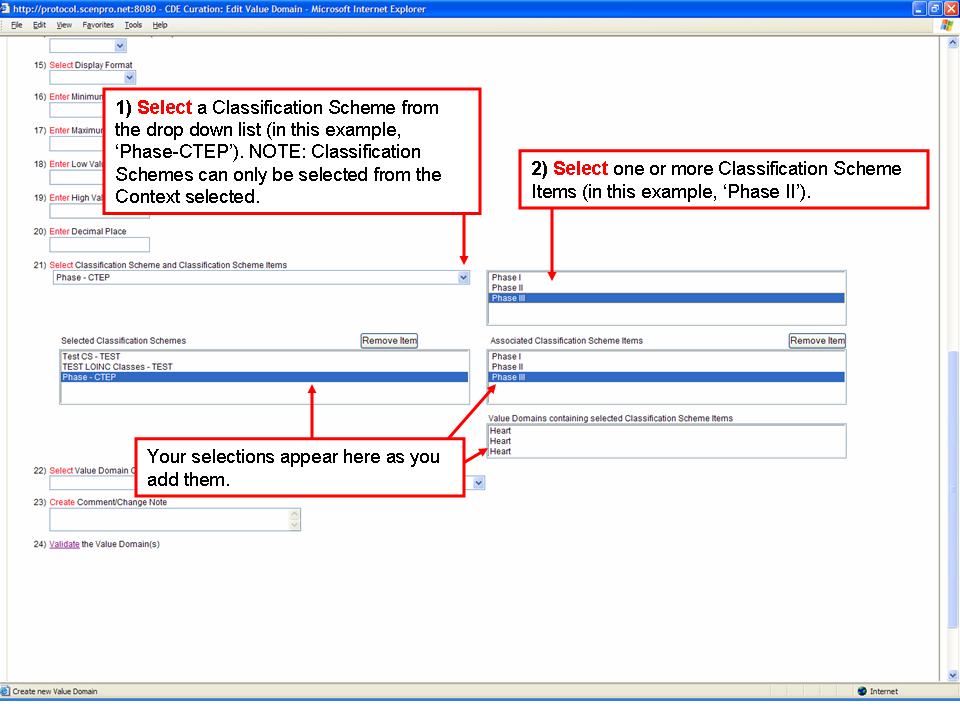 http://protocol.scenpro.net:8080 - CDE Curation: Edit Value Domain - Microsoft Internet Explorer
File Edit View Favorites Tools Help
15) Select Display Format
16) Enter Minimum
1) Select a Classification Scheme from
the drop down list (in this example,
‘Phase-CTEP’). NOTE: Classification
Schemes can only be selected from the
Context selected.
17) Enter Maximum
18) Enter Low Val
19) Enter High Val
2) Select one or more Classification Scheme
Items (in this example, ‘Phase II’).
20) Enter Decimal Place
21) Select Classification Scheme and Classification Scheme Items
Phase - CTEP
Phase I
Phase II
Phase III
Selected Classification Schemes
Remove Item
Associated Classification Scheme Items
Remove Item
Test CS - TEST
TEST LOINC Classes - TEST
Phase - CTEP
Phase I
Phase II
Phase III
Value Domains containing selected Classification Scheme Items
Heart
Heart
Heart
Your selections appear here as you
add them.
22) Select Value Domain
23) Create Comment/Change Note
24) Validate the Value Domain(s)
Create new Value Domain
Internet